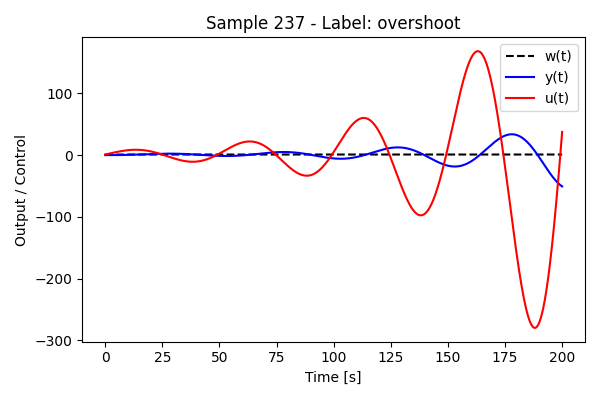 Sample 237 - Label: overshoot
w(t)
y(t)
u(t)
Output / Control
100
0
−100
−200
−300
0 25 50 75 100 125 150 175 200
Time [s]